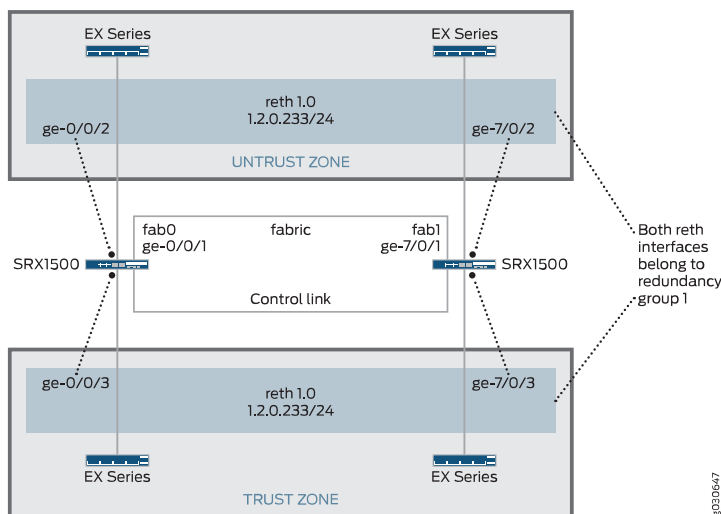 EX Series
EX Series
reth 1.0
1.2.0.233/24
ge-0/0/2
ge-7/0/2
UNTRUST ZONE
fab0
ge-0/0/1
fabric
fab1
ge-7/0/1
SRX1500
SRX1500
Control link
Both reth
interfaces
belong to
redundancy
group 1
ge-0/0/3
ge-7/0/3
reth 1.0
1.2.0.233/24
EX Series
EX Series
TRUST ZONE
g030647